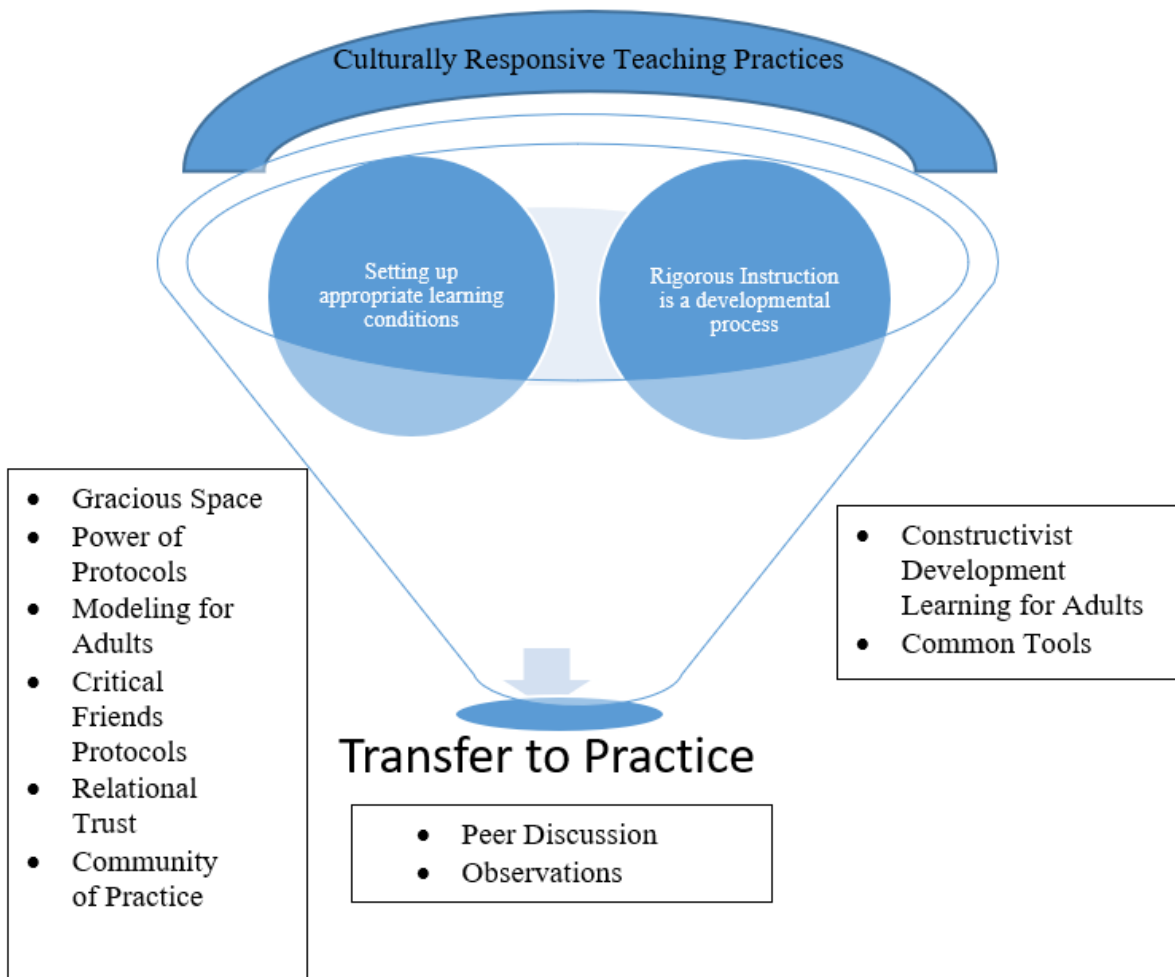 Culturally Responsive Teaching Practices
Setting up
appropriate learning
conditions
Rigorous Instruction
is a developmental
process
• Gracious Space
• Power of
Protocols
• Modeling for
Adults
• Critical
Friends
Protocols
• Relational
Trust
• Community
of Practice
• Constructivist
Development
Learning for Adults
• Common Tools
Transfer to Practice
• Peer Discussion
• Observations